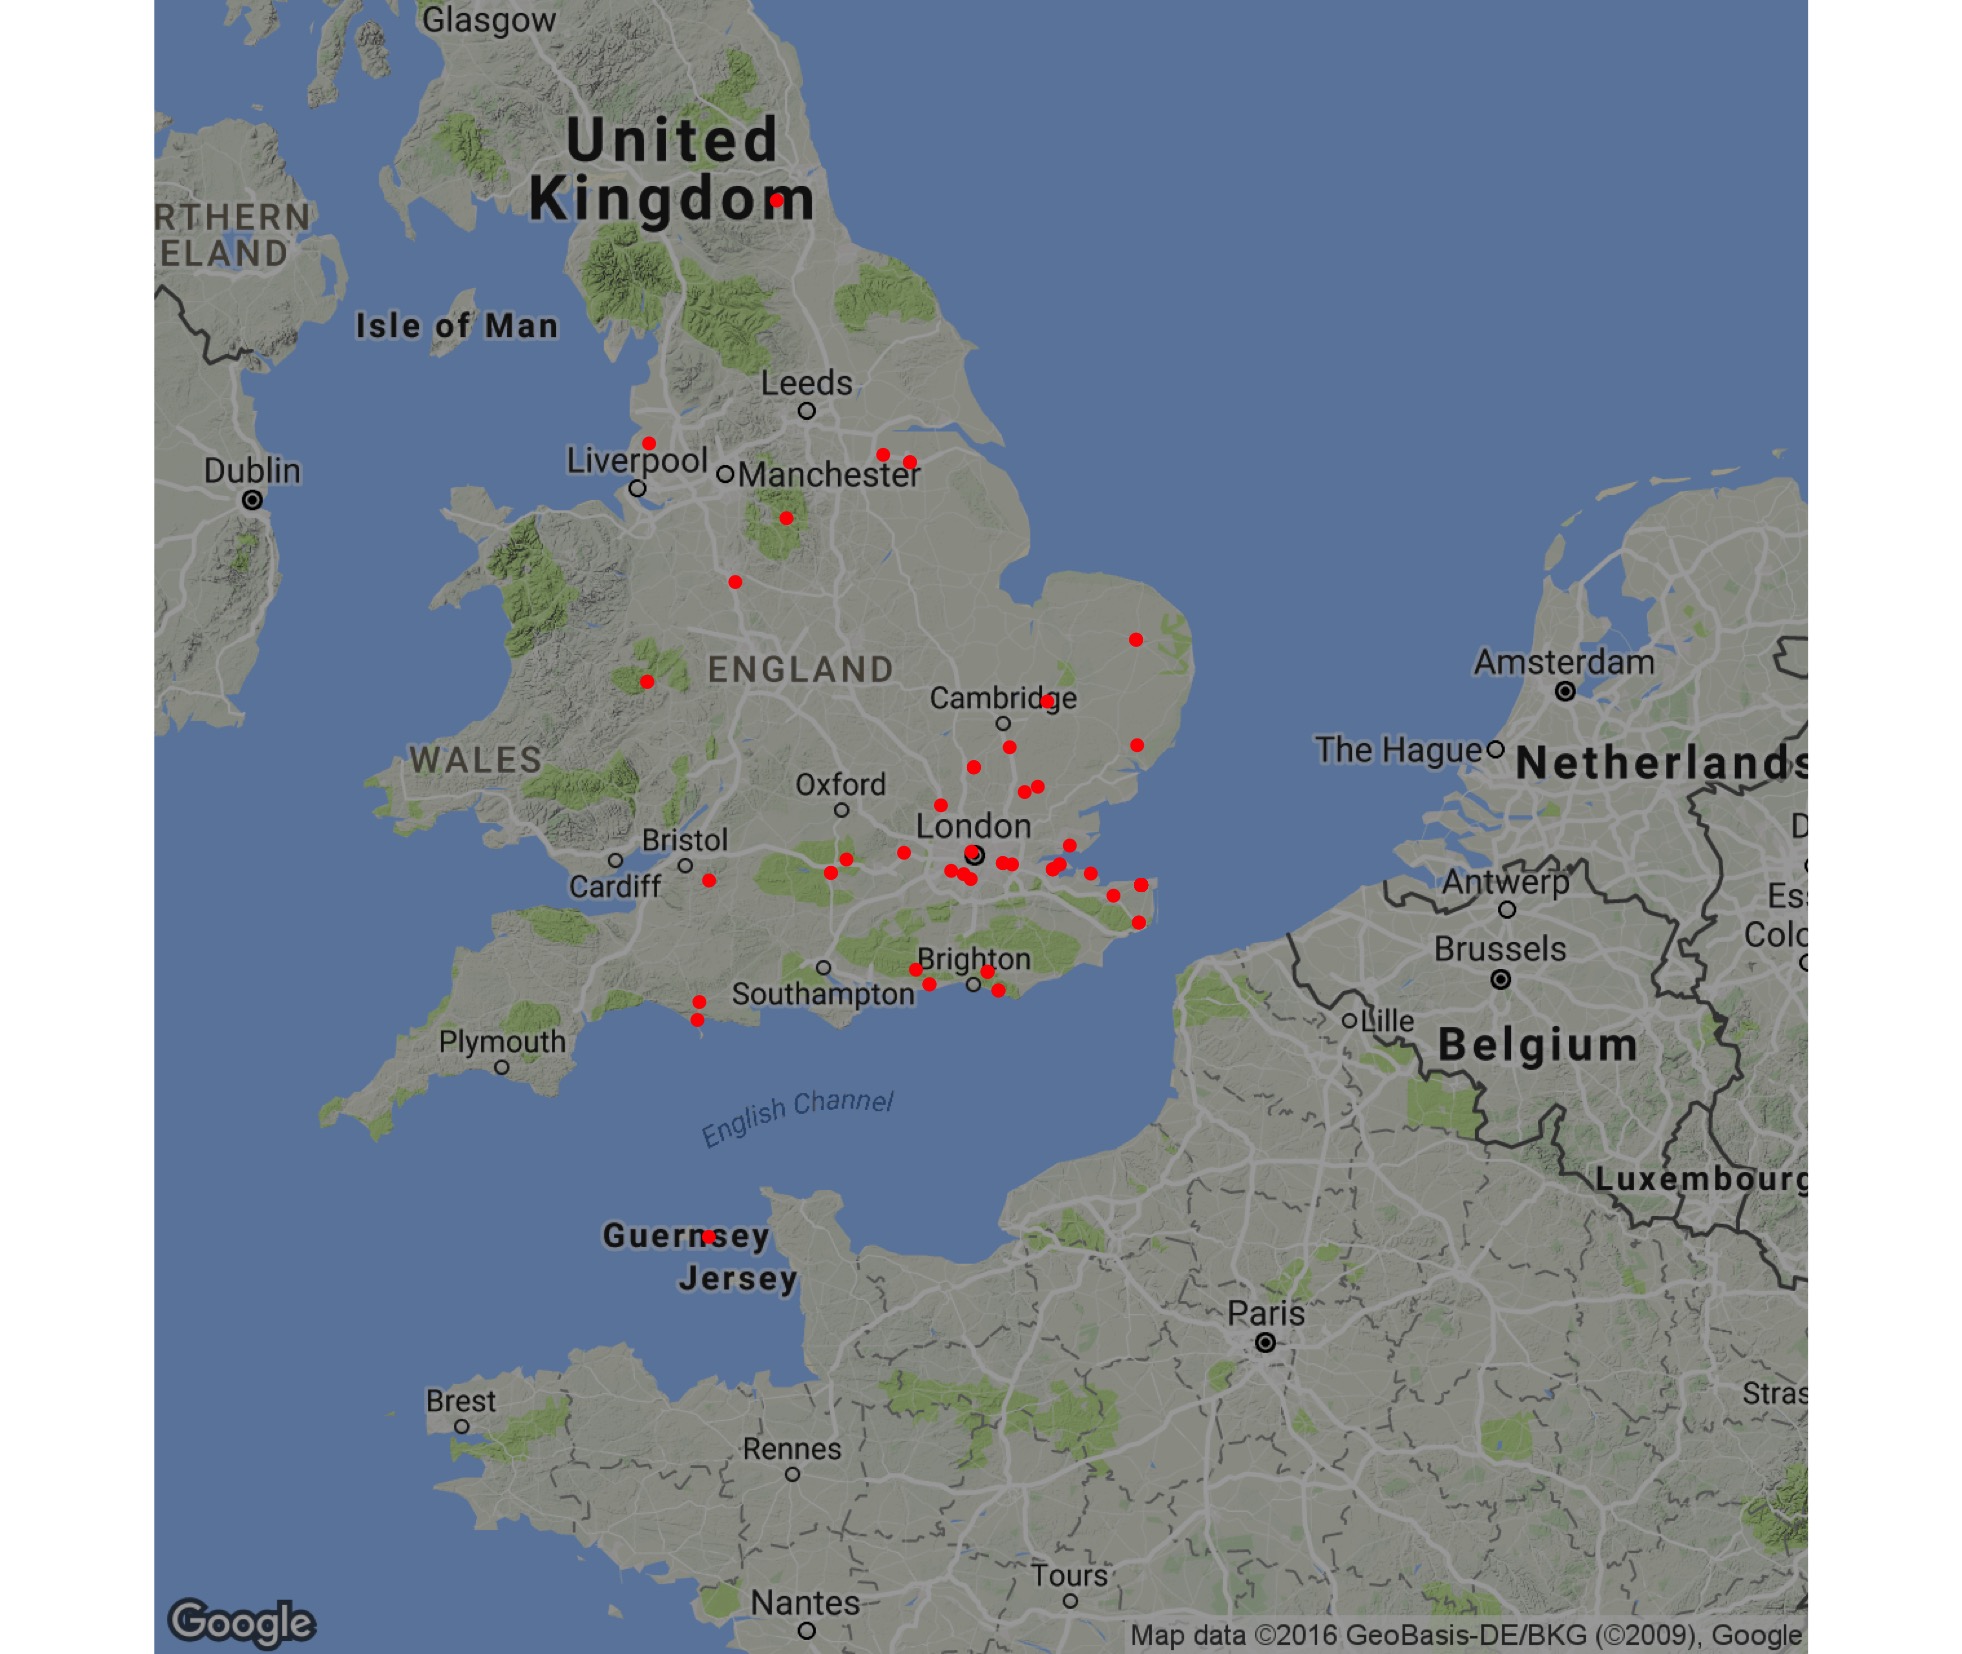 Glasgow
United
Kingdom
RTHERN
ELAND
Isle of Man
Leeds
Dublin
Liverpool
Manchester
ENGLAND
Amsterdam
Cambridge
WALES
The Hague
Netherlands
Oxford
London
D
Bristol
Cardiff
Antwerp
Ess
Brussels
Colo
Brighton
Southampton
Lille
Plymouth
Belgium
English Channel
Luxembourg
Guernsey
Jersey
Paris
Brest
Stras
Rennes
Tours
Nantes
Google
Map data ©2016 GeoBasis-DE/BKG (©2009), Google